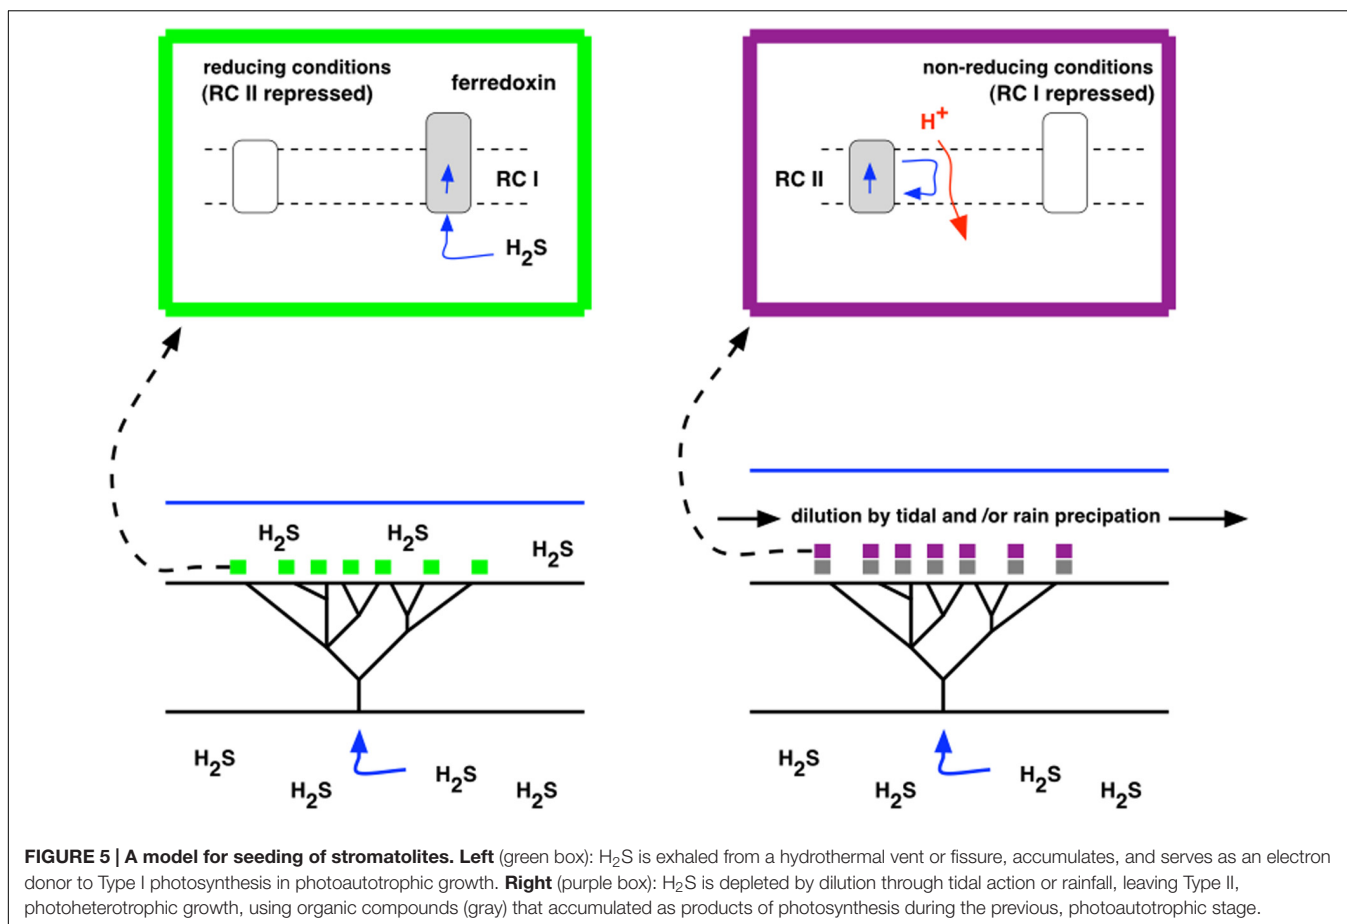 reducing conditions
(RC II repressed)
ferredoxin
RC I
H2S
non-reducing conditions
(RC I repressed)
H+
RC II
H2S
H2S
H2S
dilution by tidal and /or rain precipation
H2S
H2S
H2S
H2S
H2S
H2S
H2S
H2S
FIGURE 5 | A model for seeding of stromatolites. Left (green box): H2S is exhaled from a hydrothermal vent or fissure, accumulates, and serves as an electron
donor to Type I photosynthesis in photoautotrophic growth. Right (purple box): H2S is depleted by dilution through tidal action or rainfall, leaving Type II,
photoheterotrophic growth, using organic compounds (gray) that accumulated as products of photosynthesis during the previous, photoautotrophic stage.